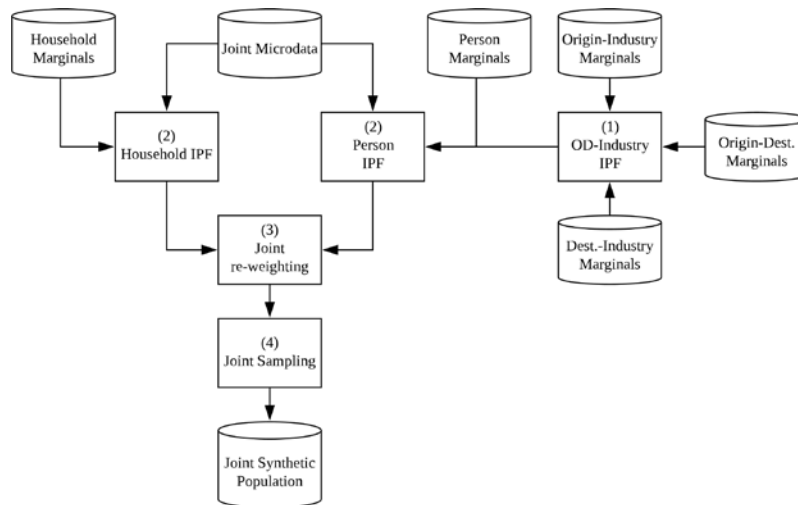 Household
Marginals
Joint Microdata
Person
Marginals
Origin-Industry
Marginals
(2)
Household IPF
(2)
Person
IPF
(1)
OD-Industry
IPF
Origin-Dest.
Marginals
(3)
Joint
re-weighting
Dest.-Industry
Marginals
(4)
Joint Sampling
Joint Synthetic
Population